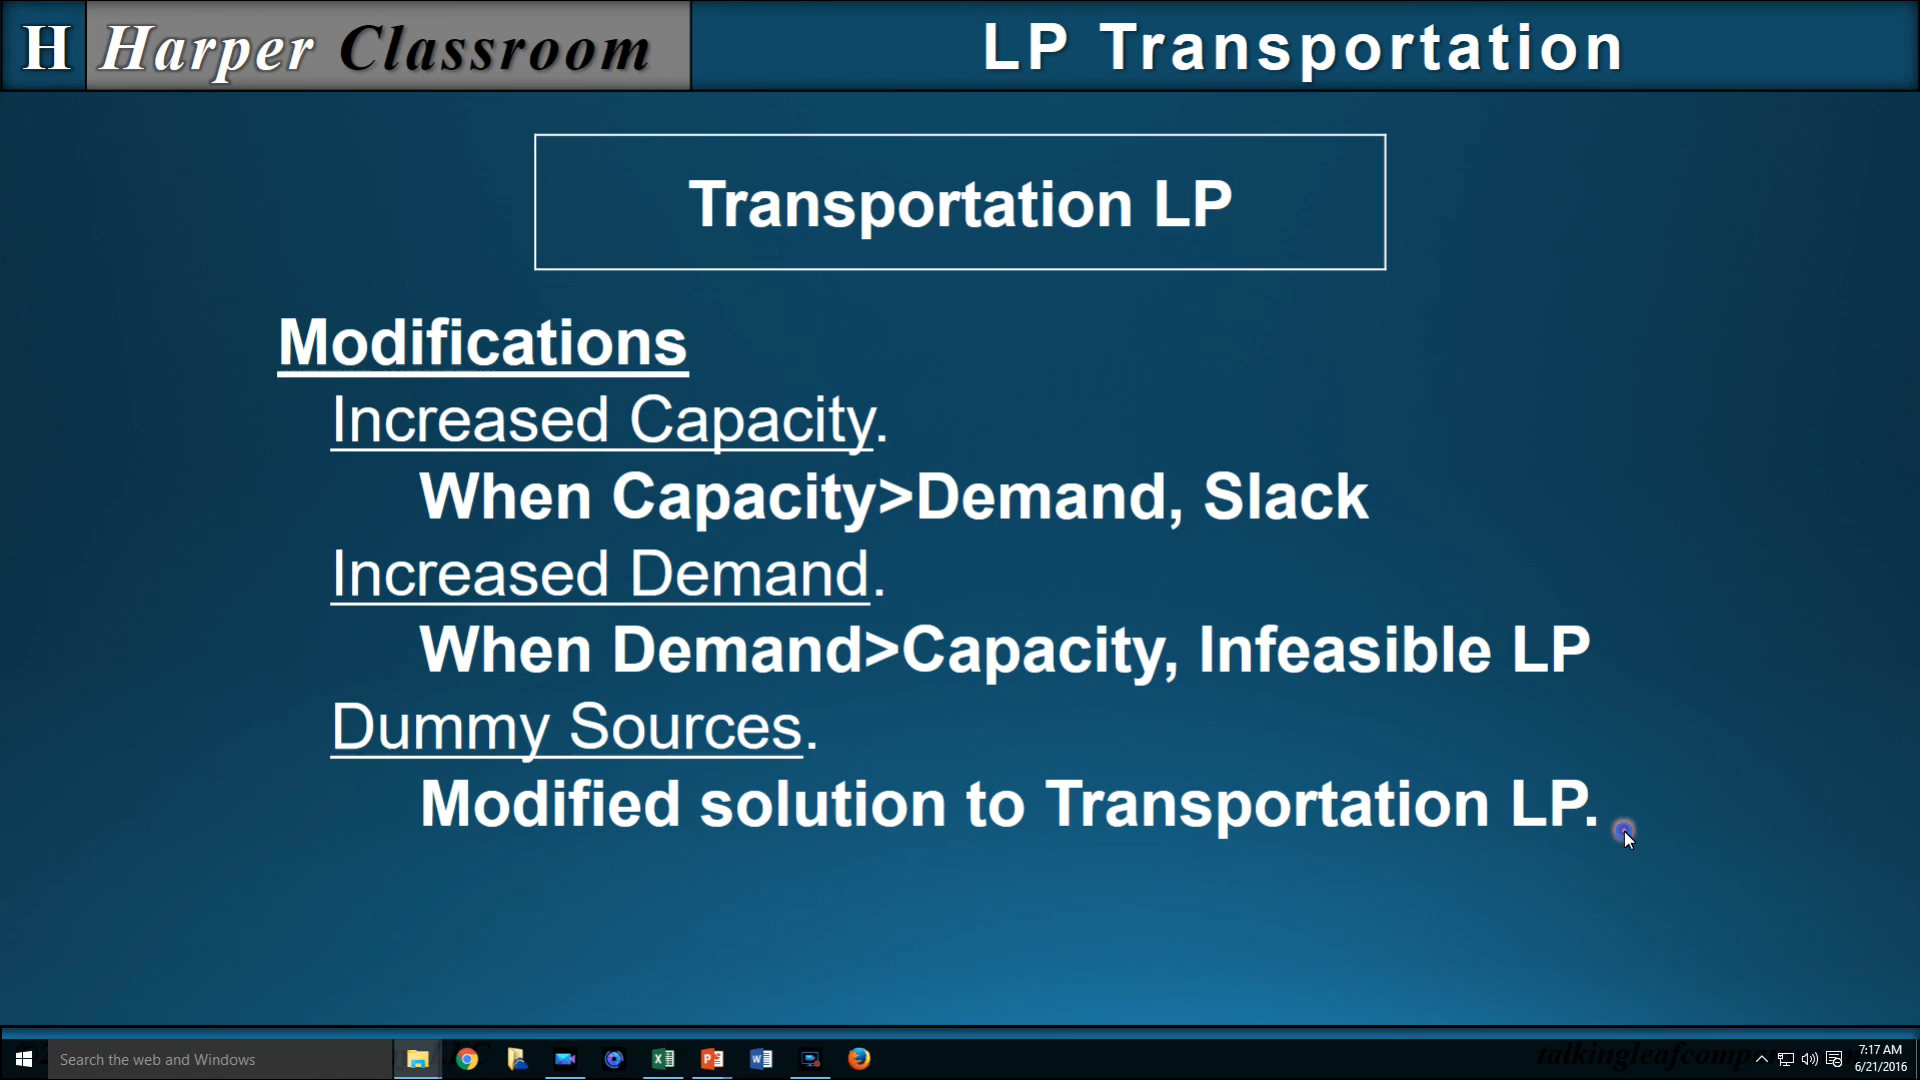 H Harper Classroom
LP Transportation
Transportation LP
Modifications
Increased Capacity.
When Capacity>Demand, Slack
Increased Demand.
When Demand>Capacity, Infeasible LP
Dummy Sources.
Modified solution to Transportation LP.
Search the web and Windows
talkingleafcomp
7:17 AM
6/21/2016